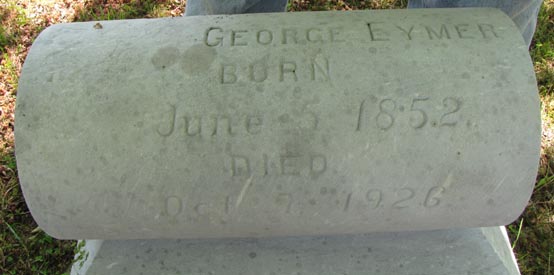 GEORGE EYMER
BORN
June 5 1852
DIED
Oct 7, 1926